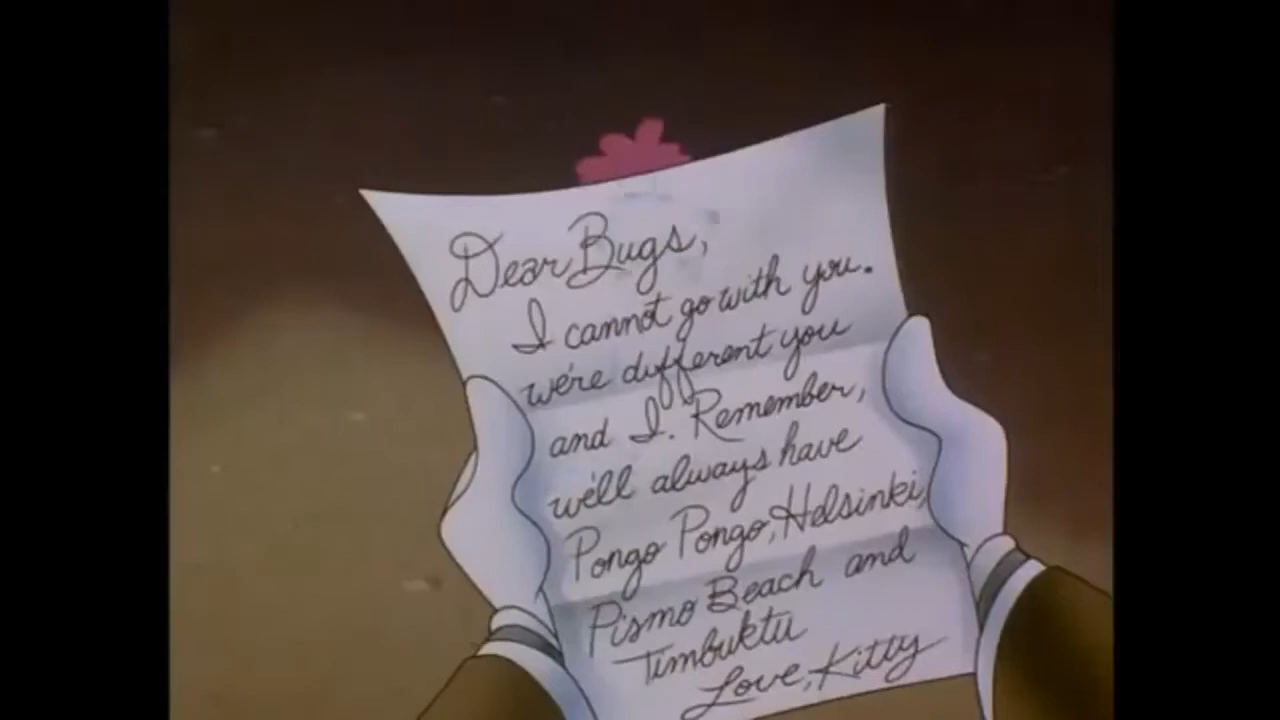 Dear Bugs,
I cannot go with you.
we're different you
and I. Remember,
we'll always have
Pongo Pongo, Helsinki,
Pismo Beach and
Timbuktu
Love, Kitty